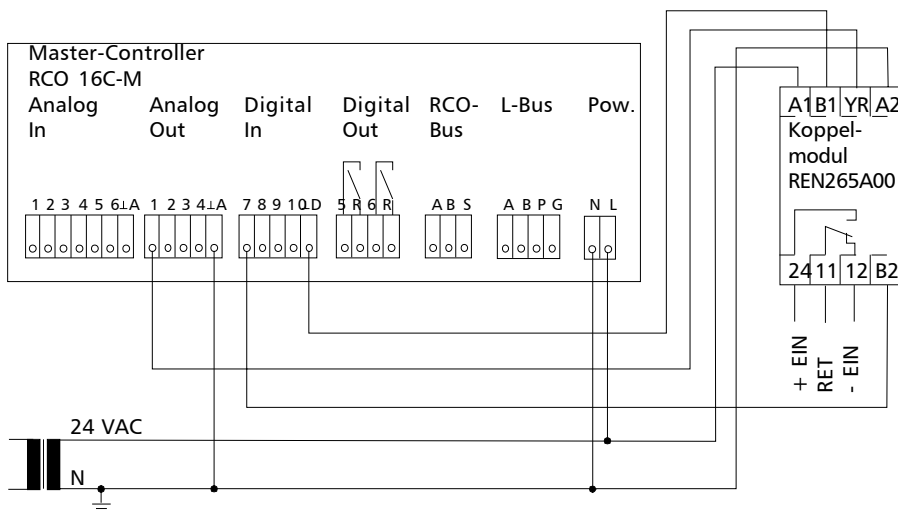 Master-Controller
RCO 16C-M
Analog In
Analog Out
Digital In
Digital Out
RCO-Bus
L-Bus
Pow.
1 2 3 4 5 6⊥A
1 2 3 4⊥A
7 8 9 10⊥D
5 R 6 R
A B S
A B P G
N L
A1 B1 YR A2
Koppel-
modul
REN265A00
24 11 12 B2
+ EIN
RET
- EIN
24 VAC
N